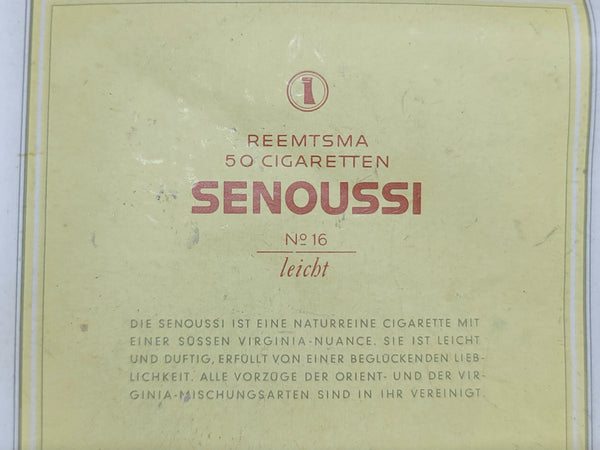 REEMTSMA
50 CIGARETTEN
SENOUSSI
Nº 16
leicht
DIE SENOUSSI IST EINE NATURREINE CIGARETTE MIT
EINER SÜSSEN VIRGINIA-NUANCE. SIE IST LEICHT
UND DUFTIG, ERFÜLLT VON EINER BEGLÜCKENDEN LIEB-
LICHKEIT. ALLE VORZÜGE DER ORIENT- UND DER VIR-
GINIA-MISCHUNGSARTEN SIND IN IHR VEREINIGT.